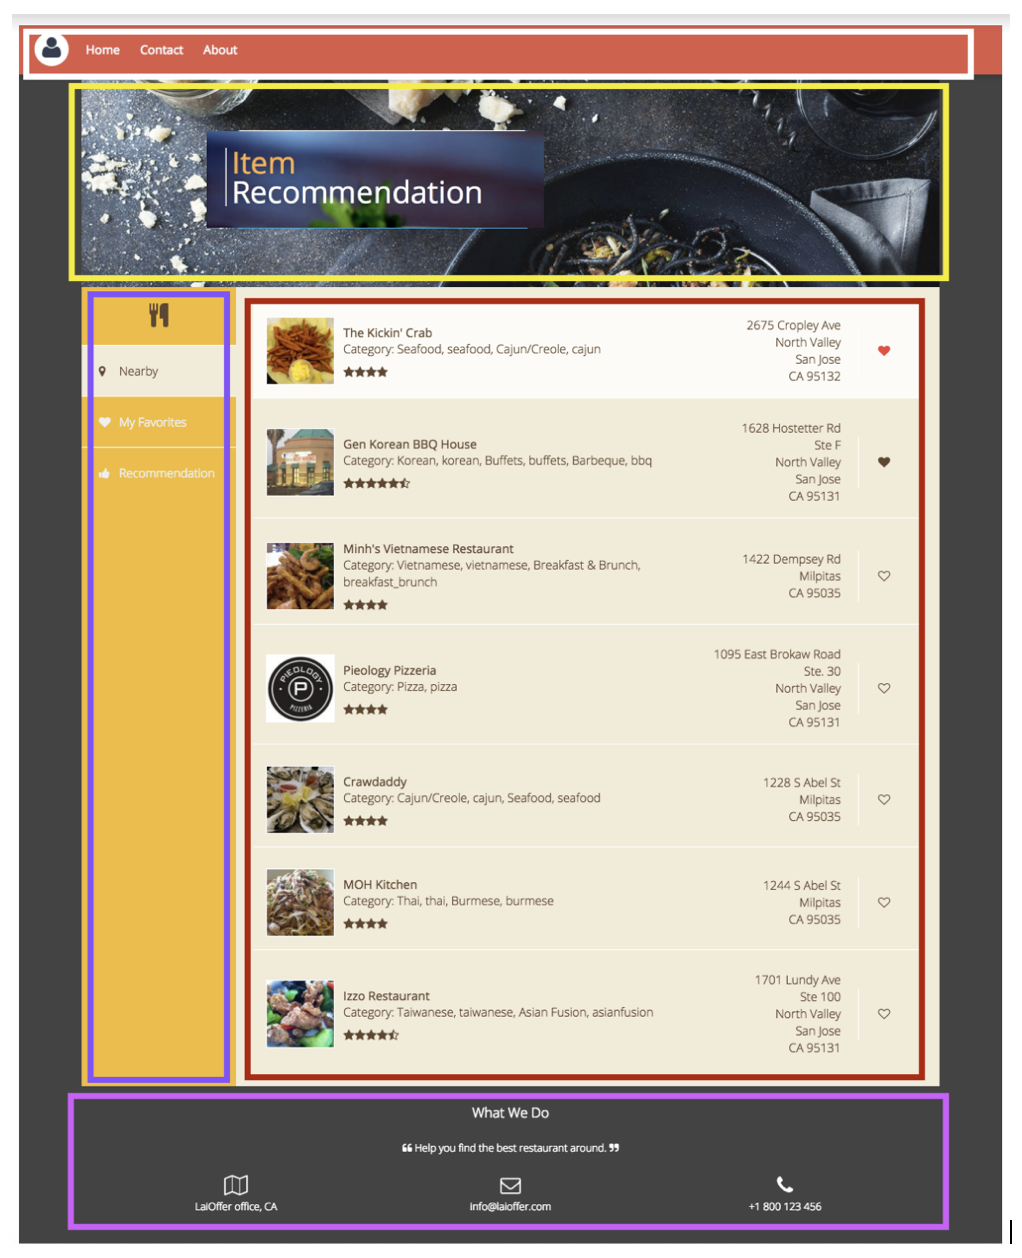 Home Contact About
Item
Recommendation
Nearby
My Favorites
Recommendation
The Kickin' Crab
Category: Seafood, seafood, Cajun/Creole, cajun
2675 Cropley Ave
North Valley
San Jose
CA 95132
Gen Korean BBQ House
Category: Korean, korean, Buffets, buffets, Barbeque, bbq
1628 Hostetter Rd
Ste F
North Valley
San Jose
CA 95131
Minh's Vietnamese Restaurant
Category: Vietnamese, vietnamese, Breakfast & Brunch,
breakfast_brunch
1422 Dempsey Rd
Milpitas
CA 95035
PIEOLOGY
P
PIZZERIA
Pieology Pizzeria
Category: Pizza, pizza
1095 East Brokaw Road
Ste. 30
North Valley
San Jose
CA 95131
Crawdaddy
Category: Cajun/Creole, cajun, Seafood, seafood
1228 S Abel St
Milpitas
CA 95035
MOH Kitchen
Category: Thai, thai, Burmese, burmese
1244 S Abel St
Milpitas
CA 95035
Izzo Restaurant
Category: Taiwanese, taiwanese, Asian Fusion, asianfusion
1701 Lundy Ave
Ste 100
North Valley
San Jose
CA 95131
What We Do
❝ Help you find the best restaurant around. ❞
LaiOffer office, CA
info@laioffer.com
+1 800 123 456